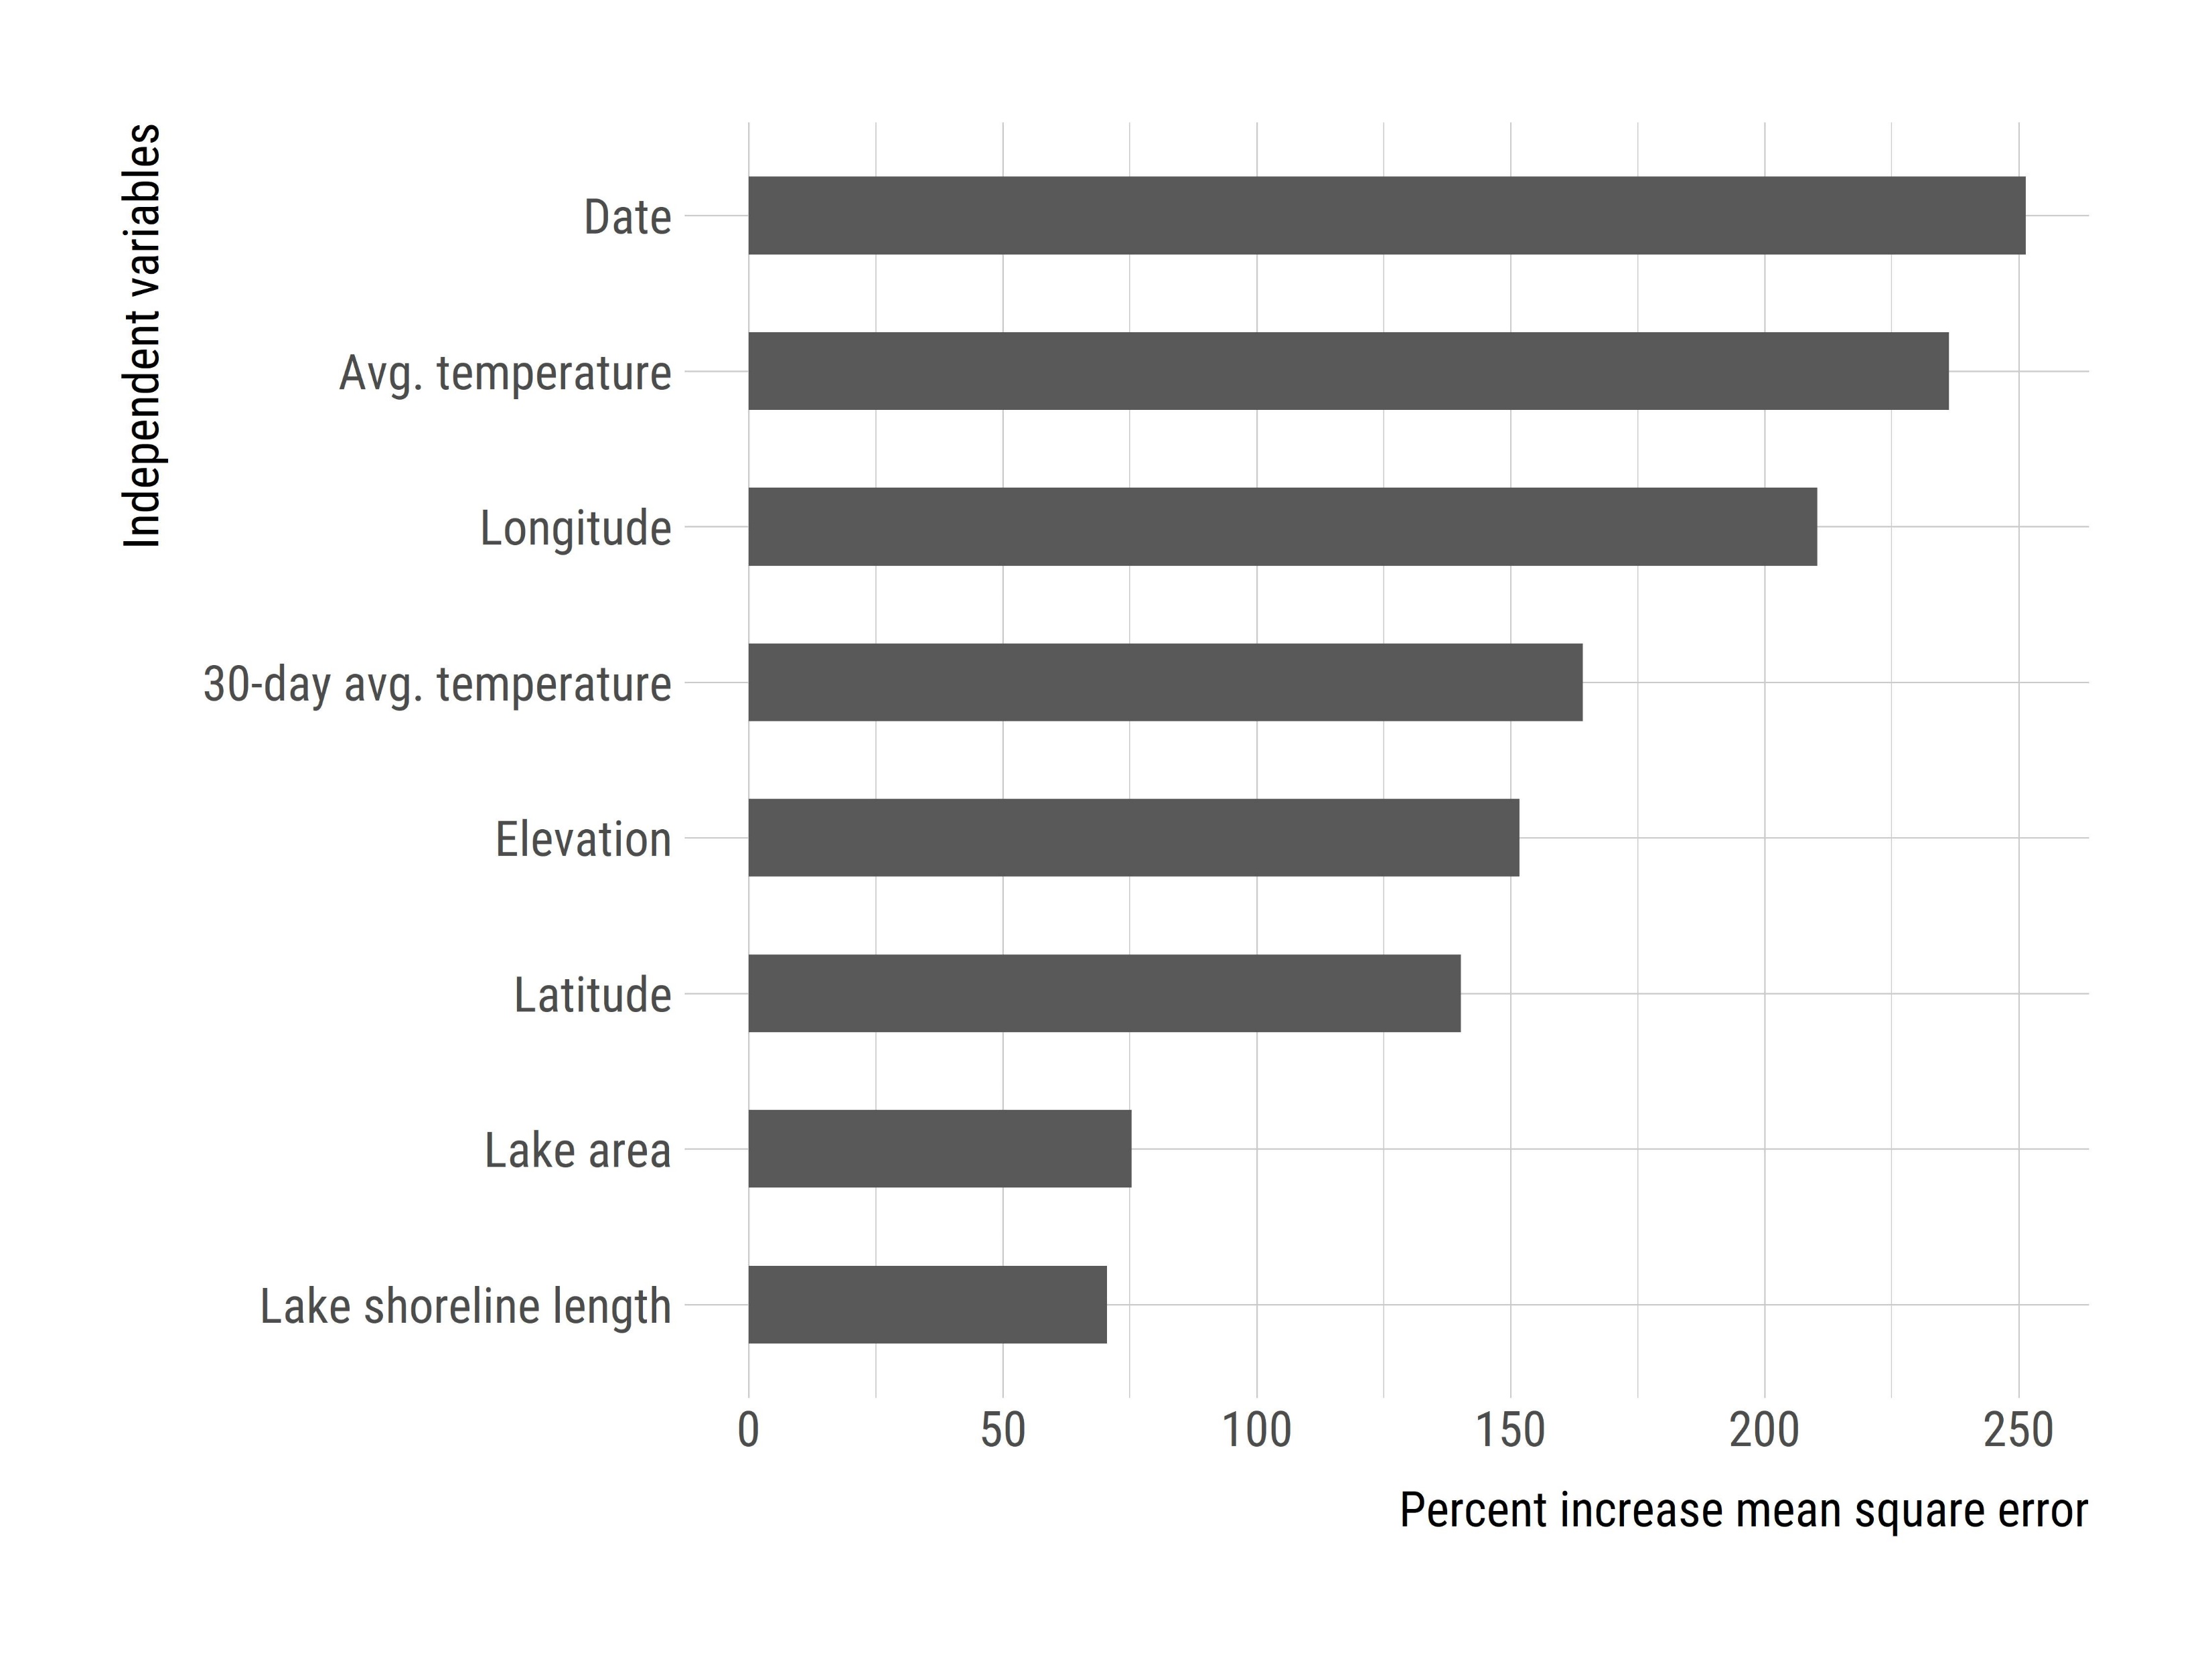 Independent variables
Date
Avg. temperature
Longitude
30-day avg. temperature
Elevation
Latitude
Lake area
Lake shoreline length
0 50 100 150 200 250
Percent increase mean square error